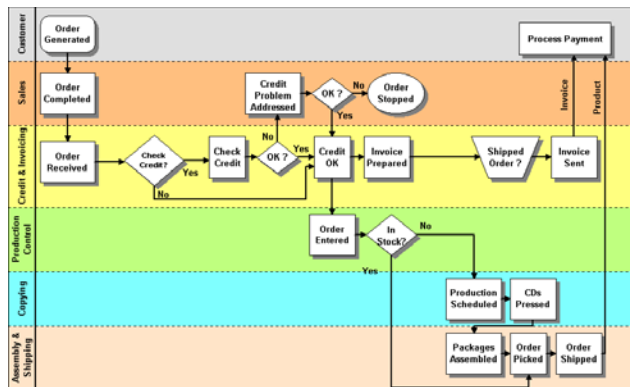 Customer
Order
Generated
Process Payment
Sales
Order
Completed
Credit
Problem
Addressed
OK ?
No
Order
Stopped
Yes
Invoice
Product
Credit & Invoicing
Order
Received
Check
Credit?
Yes
No
Check
Credit
OK ?
No
Yes
Credit
OK
Invoice
Prepared
Shipped
Order ?
Invoice
Sent
Production
Control
Order
Entered
In
Stock?
No
Yes
Copying
Production
Scheduled
CDs
Pressed
Assembly &
Shipping
Packages
Assembled
Order
Picked
Order
Shipped